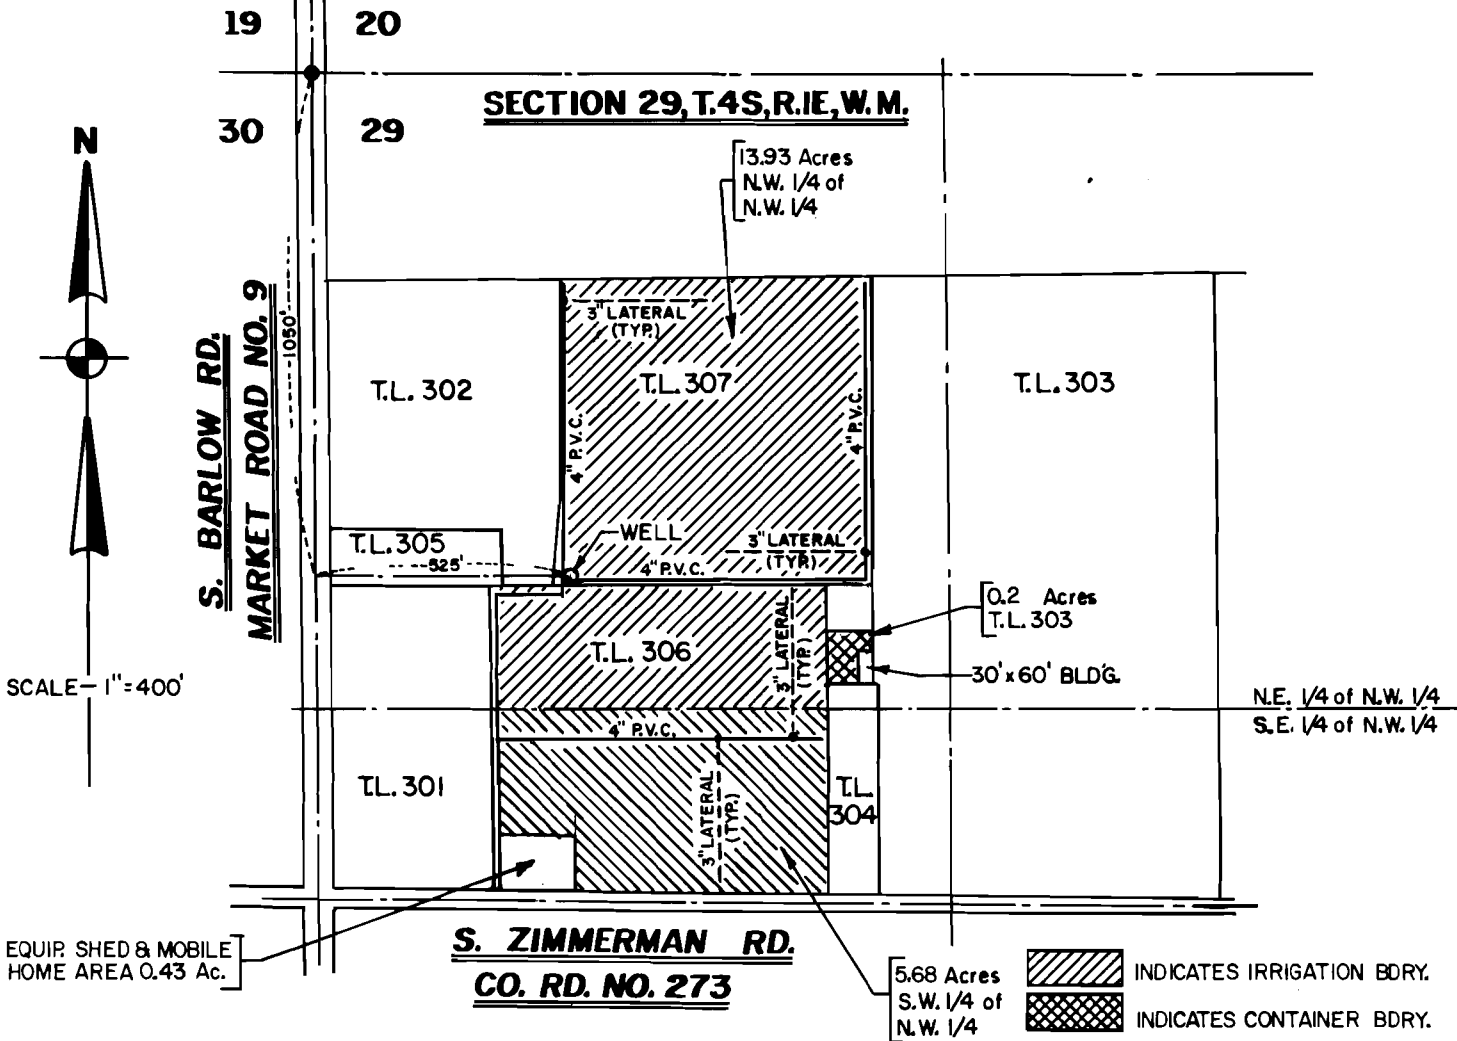 19 20
SECTION 29, T.4S, R.1E, W.M.
30 29
N
13.93 Acres
N.W. 1/4 of
N.W. 1/4
S. BARLOW RD.
MARKET ROAD NO. 9
1050'
3" LATERAL
(TYP.)
T.L. 302
T.L. 307
T.L. 303
4" P.V.C.
4" P.V.C.
T.L. 305
525'
WELL
3" LATERAL
(TYP.)
4" P.V.C.
0.2 Acres
T.L. 303
T.L. 306
3" LATERAL
(TYP.)
30' x 60' BLD'G.
SCALE - 1" = 400'
N.E. 1/4 of N.W. 1/4
S.E. 1/4 of N.W. 1/4
4" P.V.C.
T.L. 301
3" LATERAL
(TYP.)
T.L.
304
EQUIP. SHED & MOBILE
HOME AREA 0.43 Ac.
S. ZIMMERMAN RD.
CO. RD. NO. 273
5.68 Acres
S.W. 1/4 of
N.W. 1/4
INDICATES IRRIGATION BDRY.
INDICATES CONTAINER BDRY.